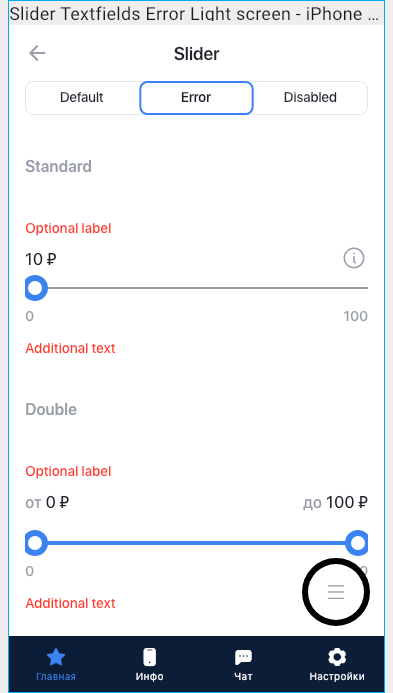 Slider Textfields Error Light screen - iPhone ...
Slider
Default Error Disabled
Standard
Optional label
10 ₽
0 100
Additional text
Double
Optional label
от 0 ₽ до 100 ₽
0 0
Additional text
Главная Инфо Чат Настройки